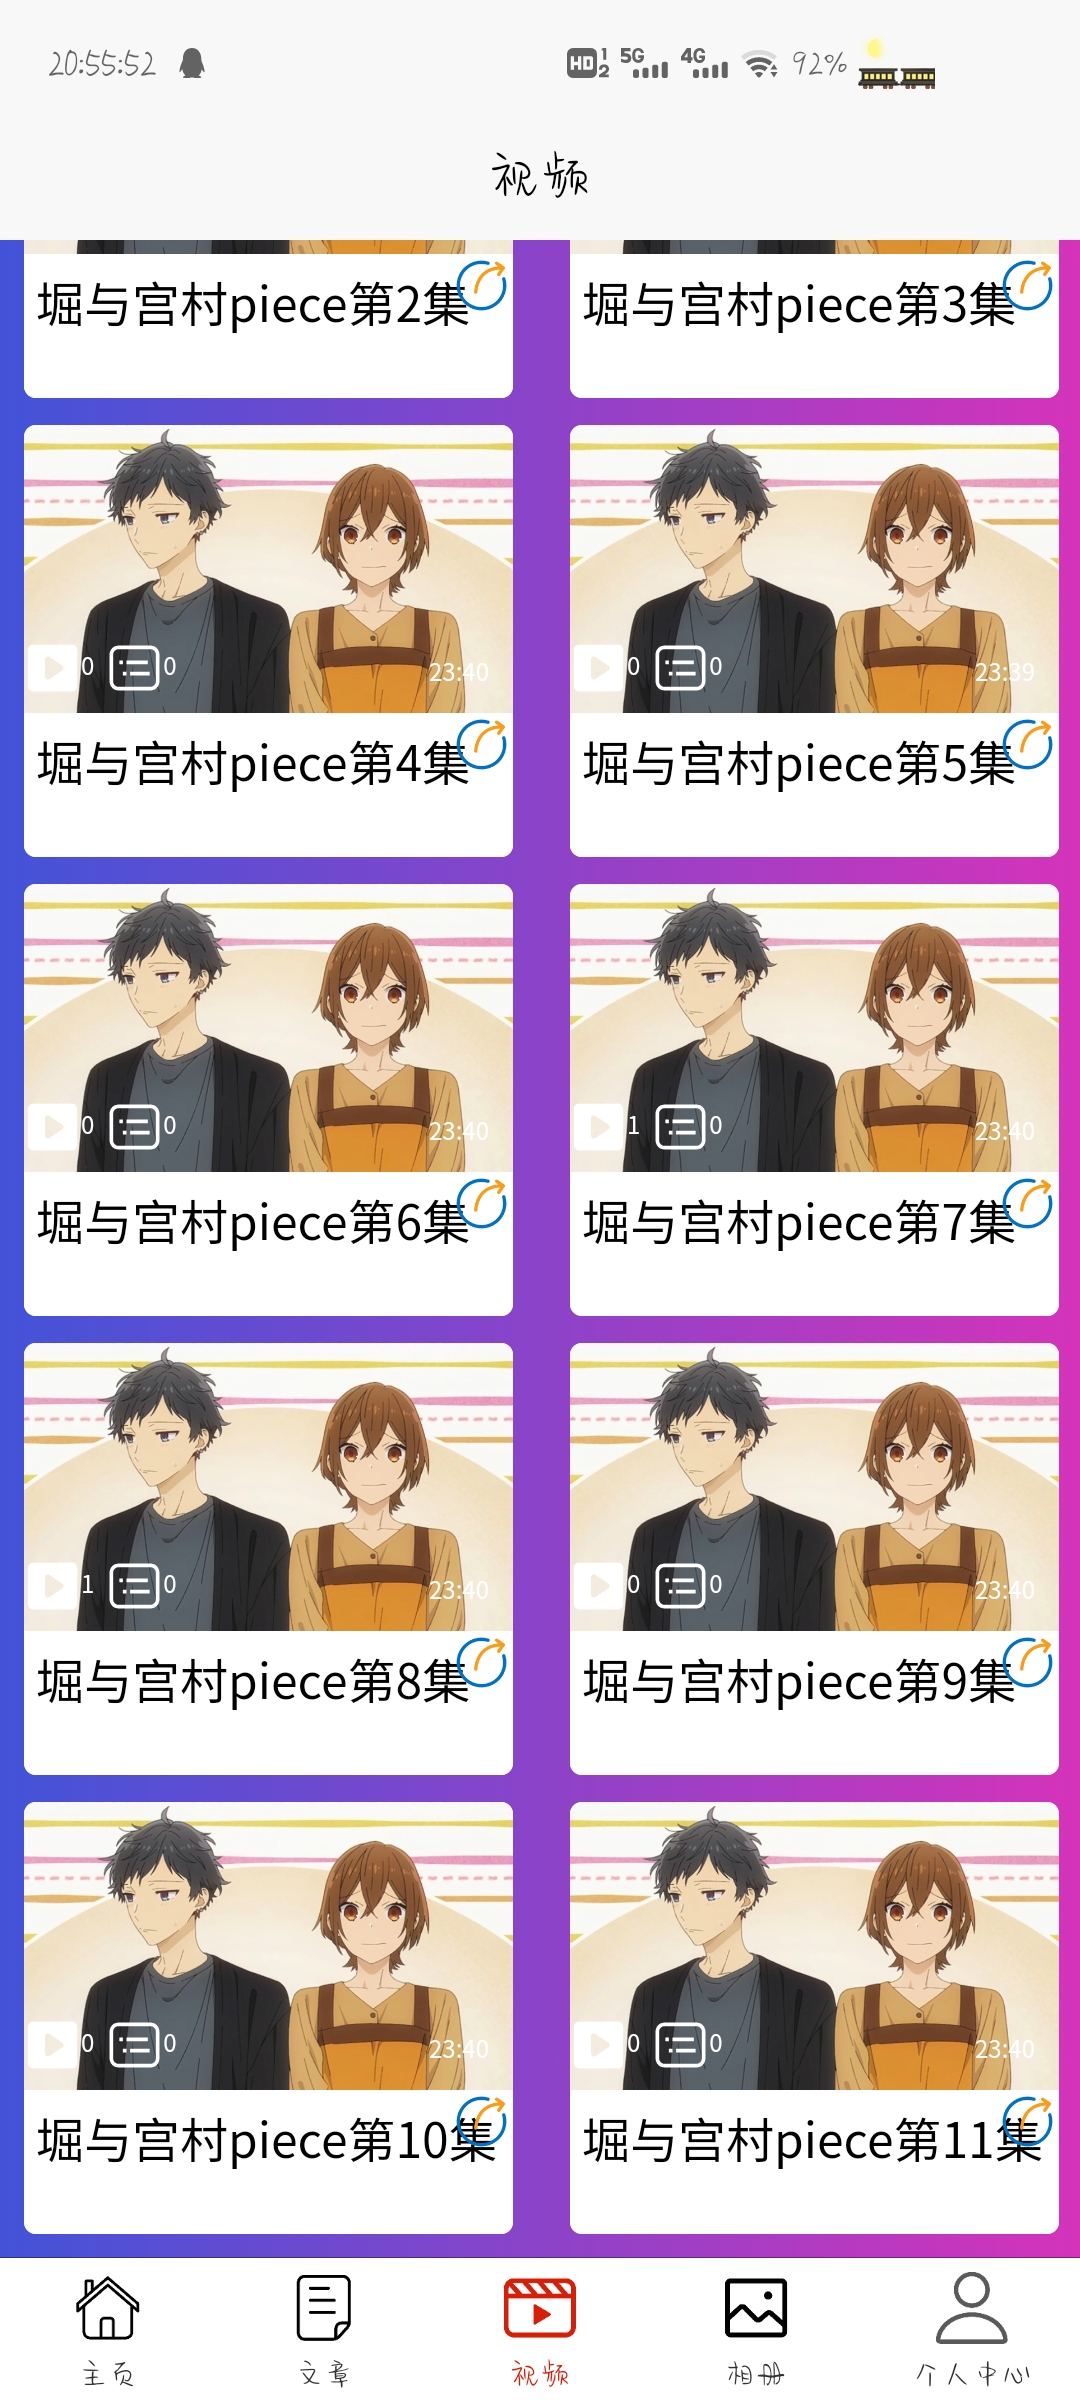 20:55:52 HD 1 2 5G 4G 92%
视频
堀与宫村piece第2集 堀与宫村piece第3集
0 0 23:40 0 0 23:39
堀与宫村piece第4集 堀与宫村piece第5集
0 0 23:40 1 0 23:40
堀与宫村piece第6集 堀与宫村piece第7集
1 0 23:40 0 0 23:40
堀与宫村piece第8集 堀与宫村piece第9集
0 0 23:40 0 0 23:40
堀与宫村piece第10集 堀与宫村piece第11集
主页 文章 视频 相册 个人中心